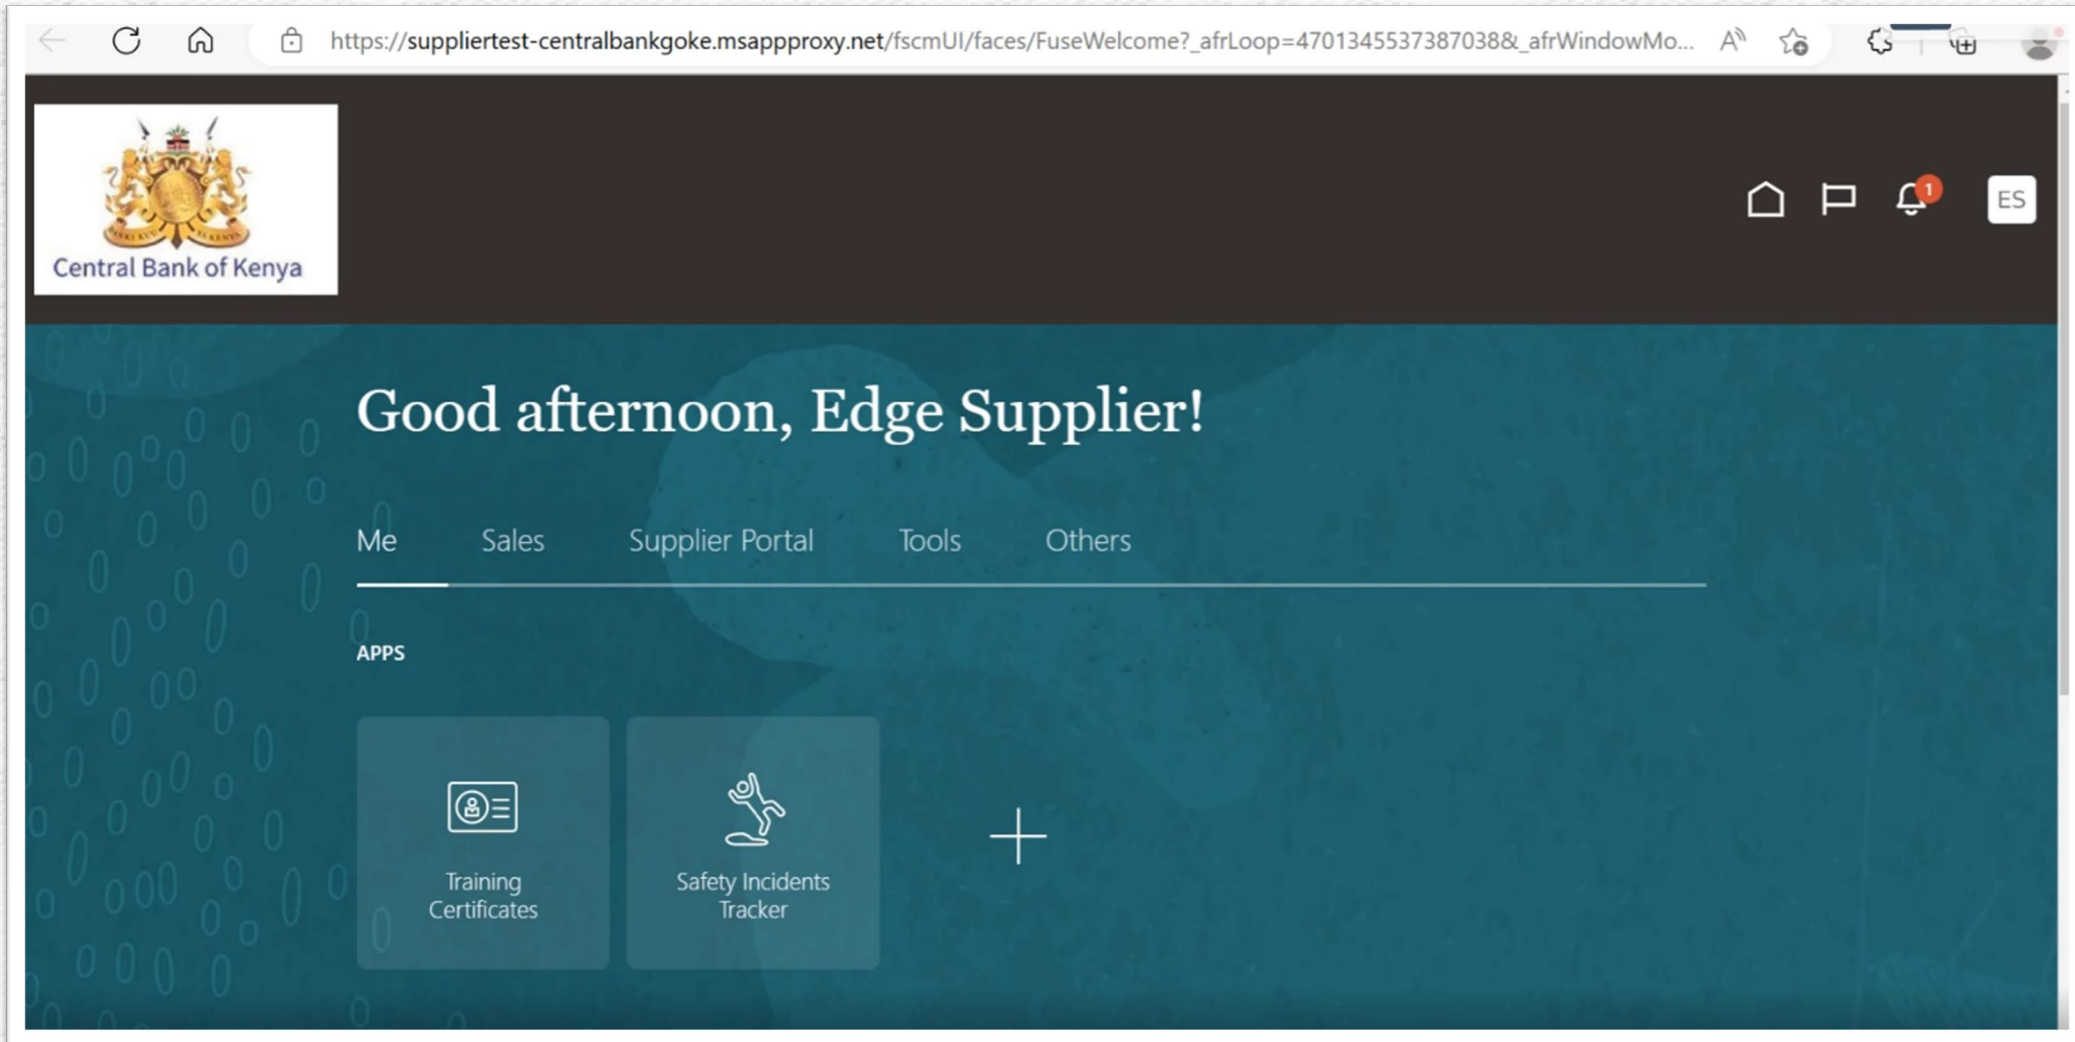 https://suppliertest-centralbankgoke.msappproxy.net/fscmUI/faces/FuseWelcome?_afrLoop=4701345537387038&_afrWindowMo...
Central Bank of Kenya
1
ES
Good afternoon, Edge Supplier!
Me Sales Supplier Portal Tools Others
APPS
Training
Certificates
Safety Incidents
Tracker